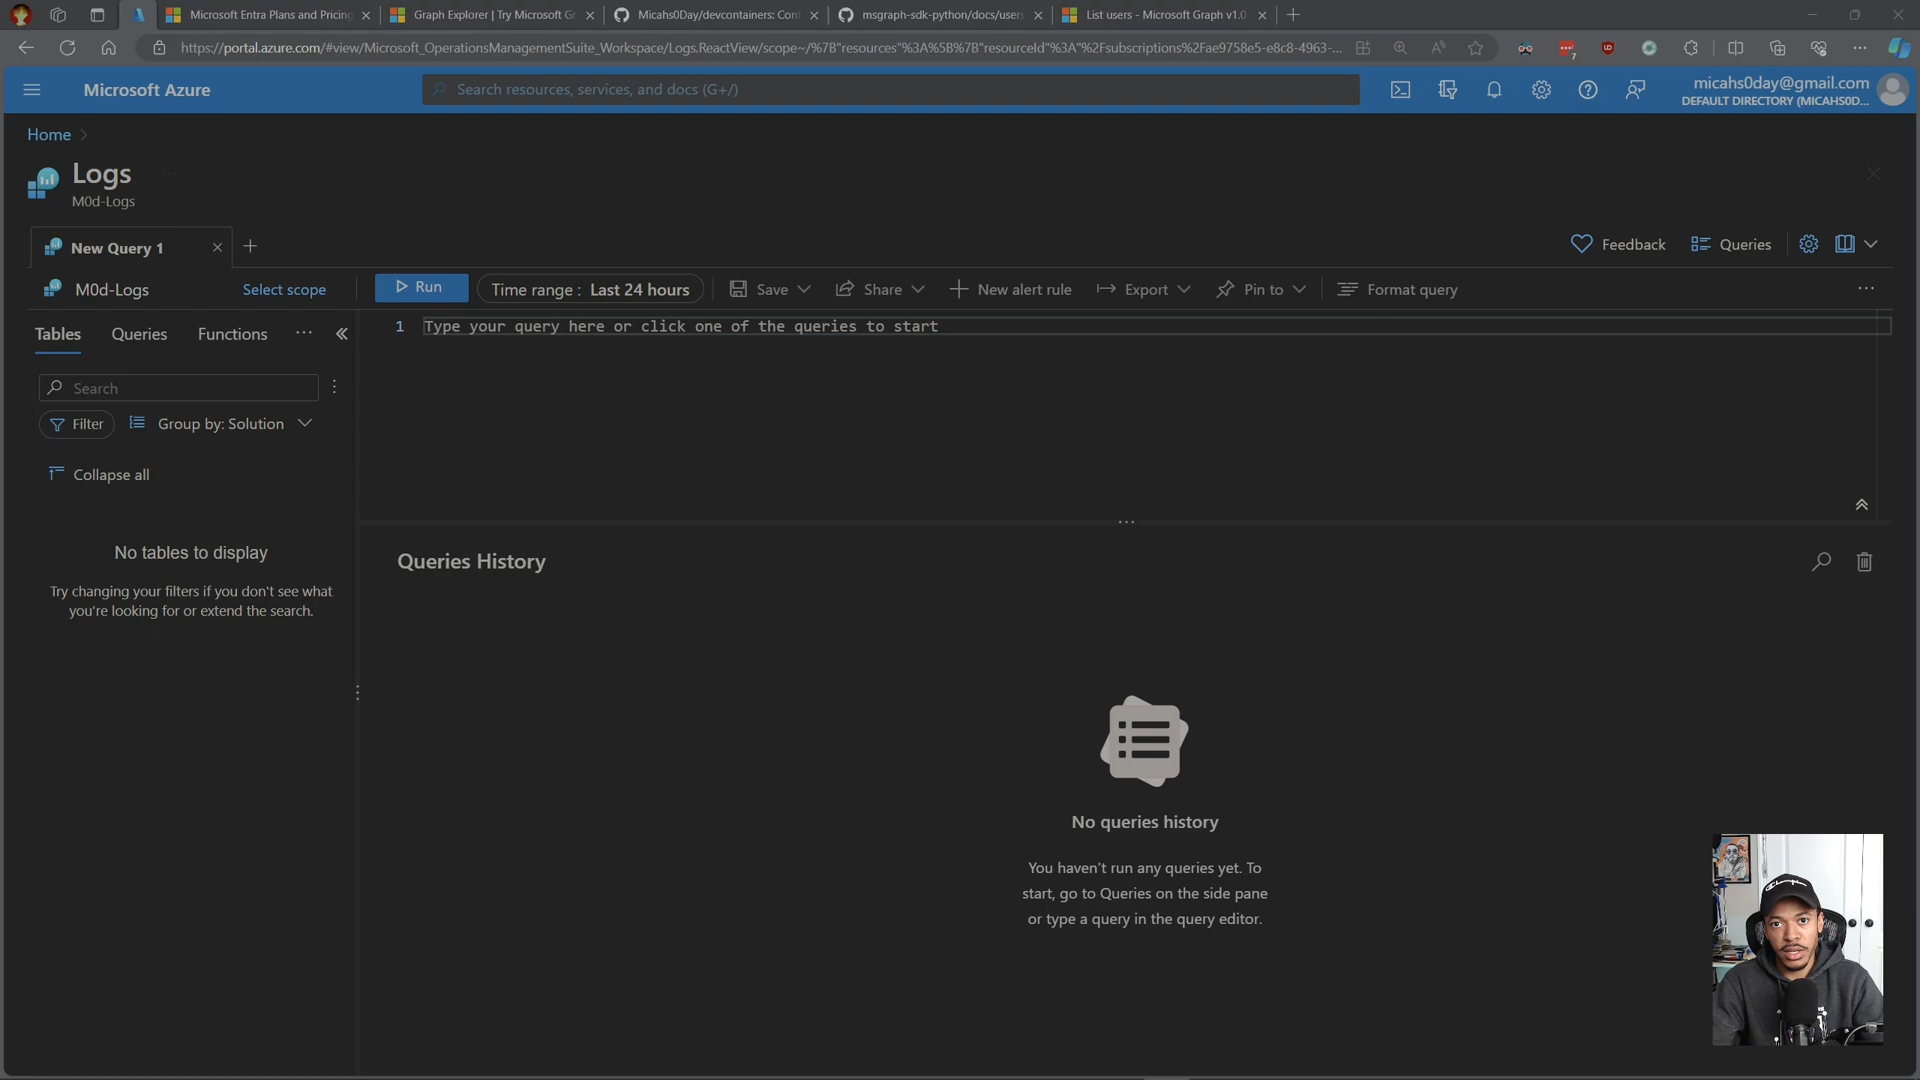 Microsoft Entra Plans and Pricing
Graph Explorer | Try Microsoft Gr
Micahs0Day/devcontainers: Cont
msgraph-sdk-python/docs/users
List users - Microsoft Graph v1.0
https://portal.azure.com/#view/Microsoft_OperationsManagementSuite_Workspace/Logs.ReactView/scope~/%7B"resources"%3A%5B%7B"resourceId"%3A"%2Fsubscriptions%2Fae9758e5-e8c8-4963-...
7
Microsoft Azure
Search resources, services, and docs (G+/)
micahs0day@gmail.com
DEFAULT DIRECTORY (MICAHS0D...
Home
Logs
M0d-Logs
New Query 1
Feedback
Queries
M0d-Logs
Select scope
Run
Time range : Last 24 hours
Save
Share
New alert rule
Export
Pin to
Format query
Tables
Queries
Functions
1
Type your query here or click one of the queries to start
Search
Filter
Group by: Solution
Collapse all
No tables to display
Try changing your filters if you don't see what
you're looking for or extend the search.
Queries History
No queries history
You haven't run any queries yet. To
start, go to Queries on the side pane
or type a query in the query editor.